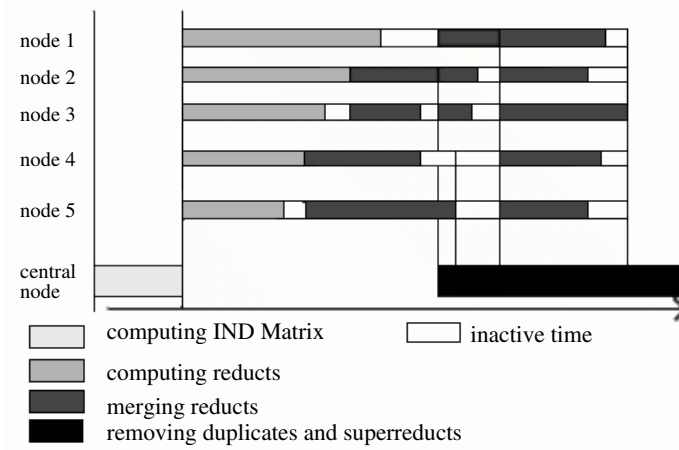 node 1
node 2
node 3
node 4
node 5
central
node
computing IND Matrix
inactive time
computing reducts
merging reducts
removing duplicates and superreducts